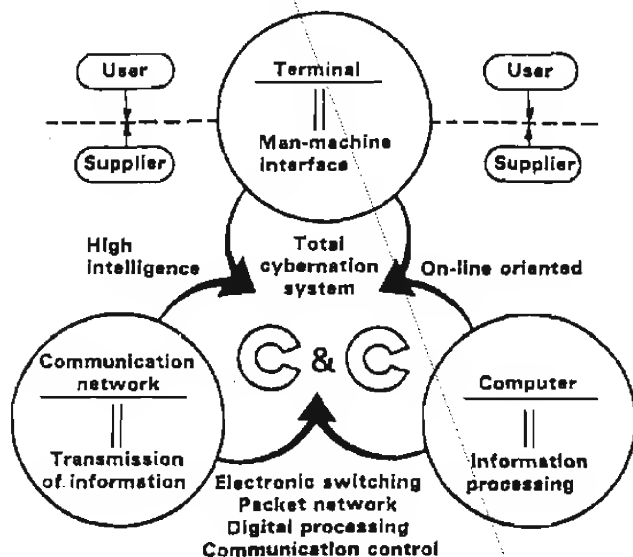 User
Supplier
Terminal
Man-machine
interface
User
Supplier
High
intelligence
Total
cybernation
system
On-line oriented
C & C
Communication
network
Transmission
of information
Computer
Information
processing
Electronic switching
Packet network
Digital processing
Communication control